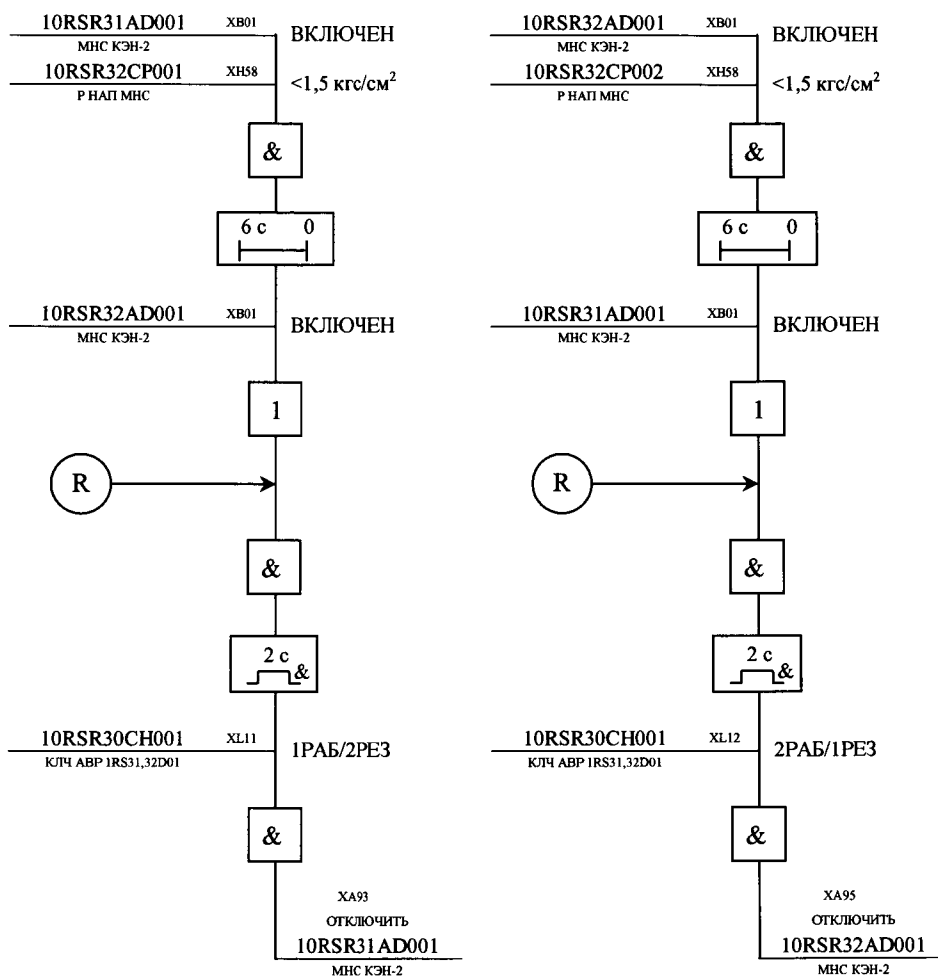 10RSR31AD001 XB01 ВКЛЮЧЕН
МНС КЭН-2
10RSR32CP001 XH58 <1,5 кгс/см²
Р НАП МНС
&
6 с 0
10RSR32AD001 XB01 ВКЛЮЧЕН
МНС КЭН-2
1
R
&
2 с
&
10RSR30CH001 XL11 1РАБ/2РЕЗ
КЛЧ АВР 1RS31,32D01
&
XA93
ОТКЛЮЧИТЬ
10RSR31AD001
МНС КЭН-2
10RSR32AD001 XB01 ВКЛЮЧЕН
МНС КЭН-2
10RSR32CP002 XH58 <1,5 кгс/см²
Р НАП МНС
&
6 с 0
10RSR31AD001 XB01 ВКЛЮЧЕН
МНС КЭН-2
1
R
&
2 с
&
10RSR30CH001 XL12 2РАБ/1РЕЗ
КЛЧ АВР 1RS31,32D01
&
XA95
ОТКЛЮЧИТЬ
10RSR32AD001
МНС КЭН-2